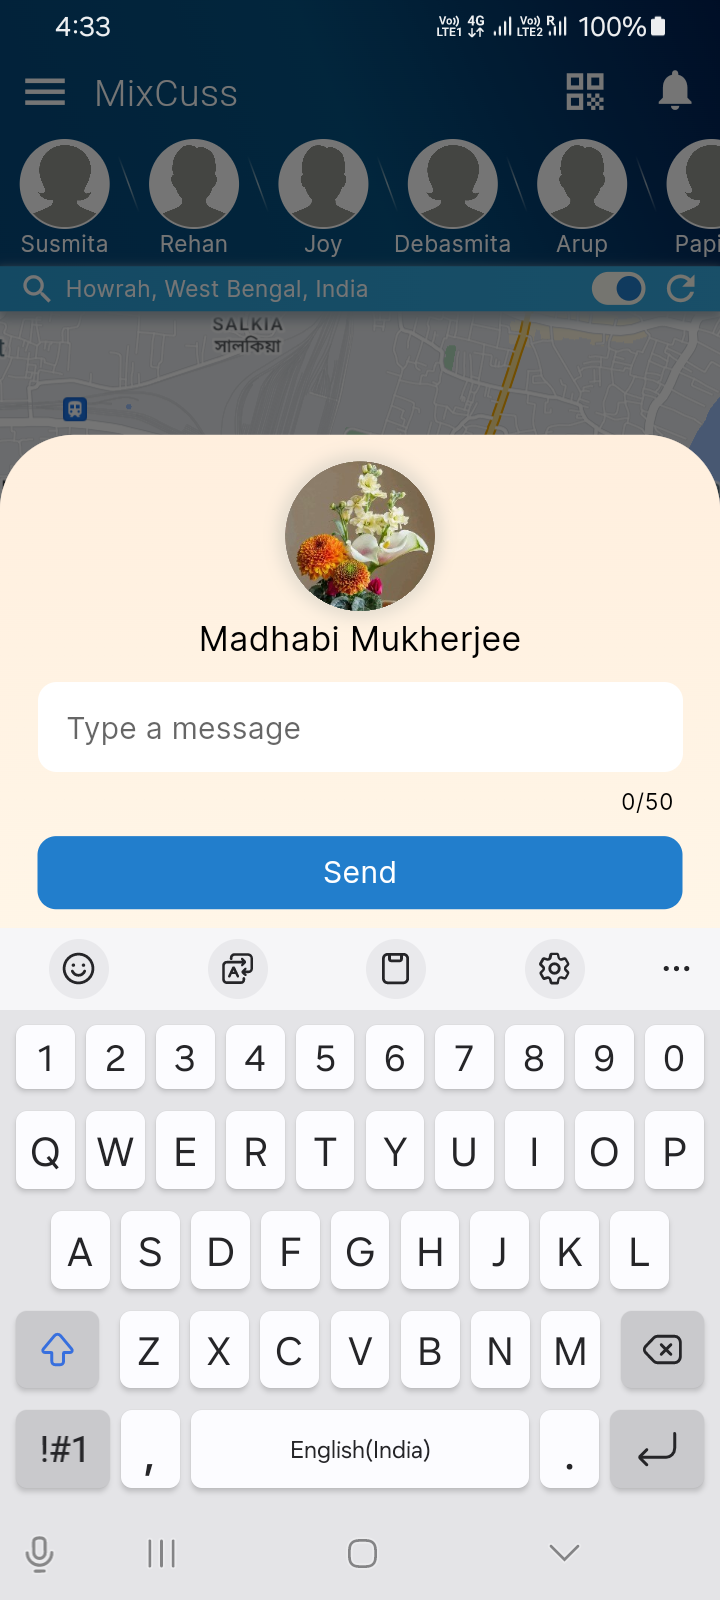 4:33
Vo)) 4G Vo)) R
LTE1 LTE2 100%
MixCuss
Susmita Rehan Joy Debasmita Arup Papi
Howrah, West Bengal, India
SALKIA
সালকিয়া
t
Madhabi Mukherjee
Type a message
0/50
Send
1 2 3 4 5 6 7 8 9 0
Q W E R T Y U I O P
A S D F G H J K L
Z X C V B N M
!#1 , English(India) .